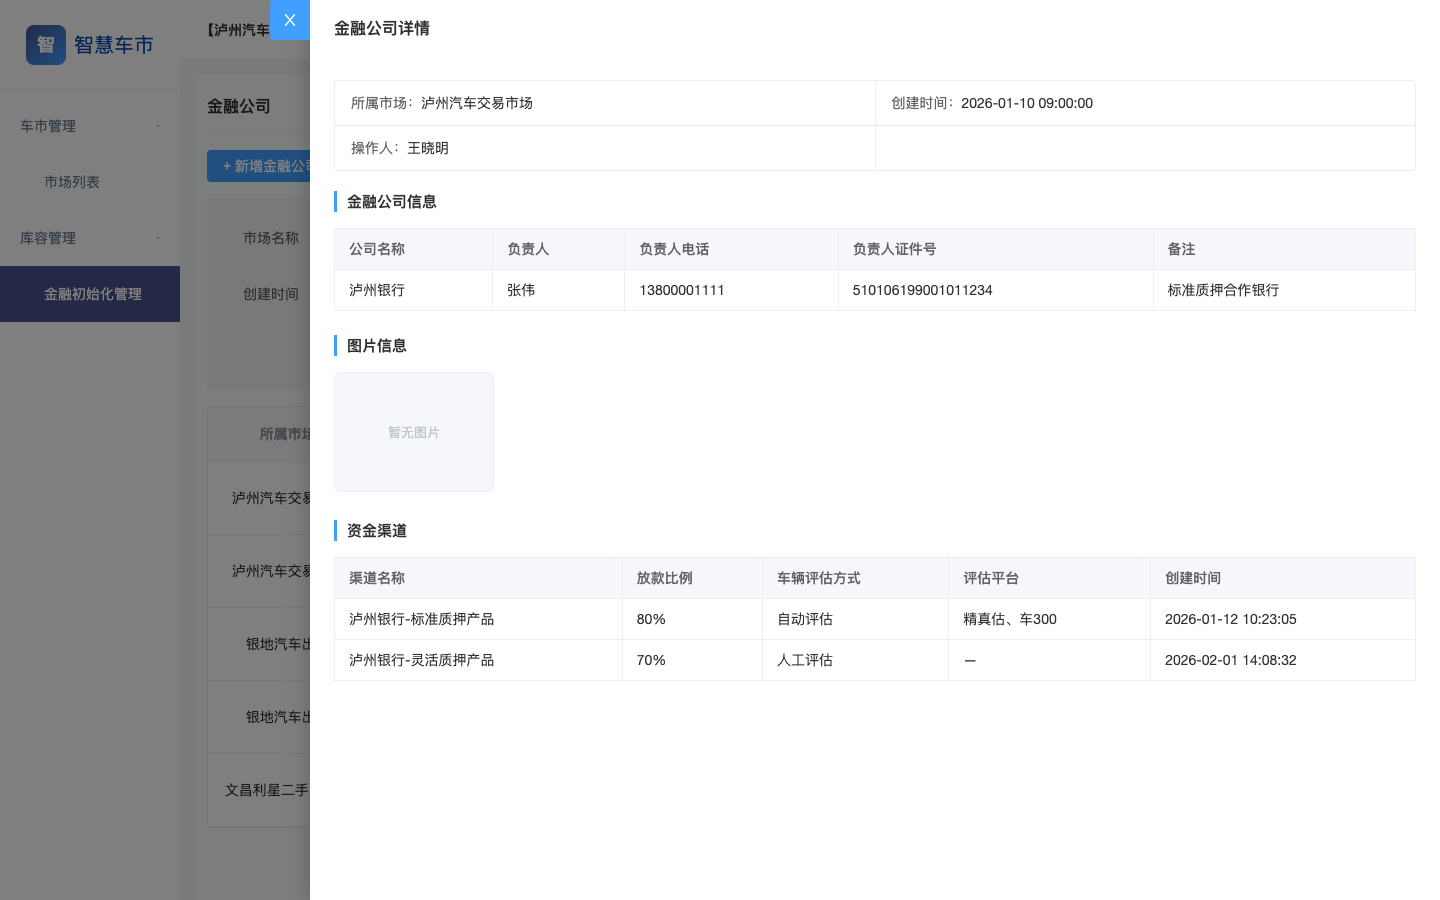 智 智慧车市
【泸州汽车
X
金融公司详情
车市管理 -
市场列表
库容管理 -
金融初始化管理
金融公司
+ 新增金融公司
市场名称
创建时间
所属市场
泸州汽车交易
泸州汽车交易
银地汽车出
银地汽车出
文昌利星二手
所属市场：泸州汽车交易市场 创建时间：2026-01-10 09:00:00
操作人：王晓明
金融公司信息
公司名称 负责人 负责人电话 负责人证件号 备注
泸州银行 张伟 13800001111 510106199001011234 标准质押合作银行
图片信息
暂无图片
资金渠道
渠道名称 放款比例 车辆评估方式 评估平台 创建时间
泸州银行-标准质押产品 80% 自动评估 精真估、车300 2026-01-12 10:23:05
泸州银行-灵活质押产品 70% 人工评估 — 2026-02-01 14:08:32